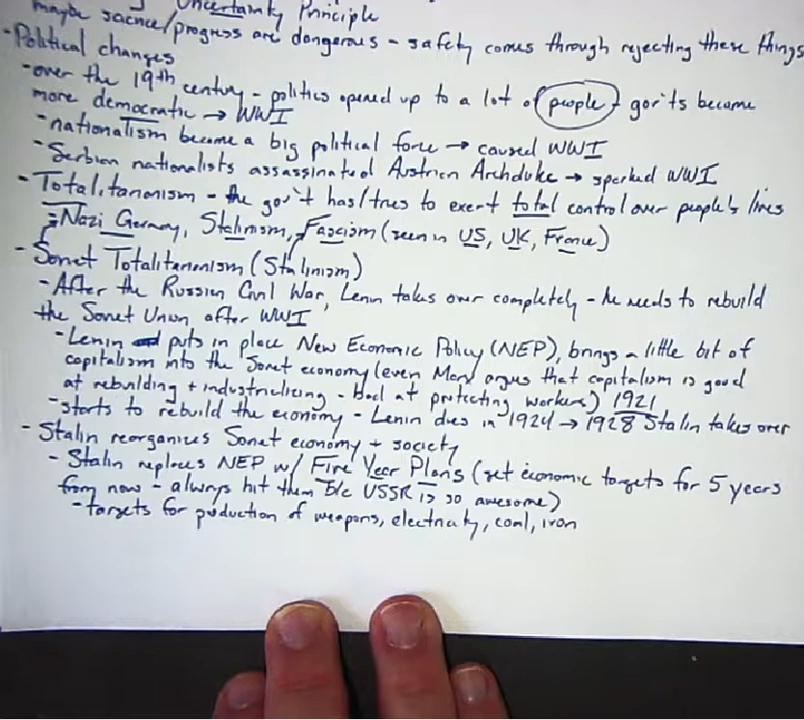 Uncertainty Principle
maybe science/progress are dangerous - safety comes through rejecting these things
- Political changes
- over the 19th century - politics opened up to a lot of people + gov'ts become
more democratic → WWI
- nationalism became a big political force → caused WWI
- Serbian nationalists assassinated Austrian Archduke → sparked WWI
- Totalitarianism - the gov't has/tries to exert total control over people's lives
- Nazi Germany, Stalinism, Fascism (seen in US, UK, France)
- Soviet Totalitarianism (Stalinism)
- After the Russian Civil War, Lenin takes over completely - he needs to rebuild
the Soviet Union after WWI
- Lenin puts in place New Economic Policy (NEP), brings a little bit of
capitalism into the Soviet economy (even Marx argues that capitalism is good
at rebuilding + industrializing - bad at protecting workers) 1921
- starts to rebuild the economy - Lenin dies in 1924 → 1928 Stalin takes over
- Stalin reorganizes Soviet economy + society
- Stalin replaces NEP w/ Five Year Plans (set economic targets for 5 years
from now - always hit them b/c USSR is so awesome)
- targets for production of weapons, electricity, coal, iron